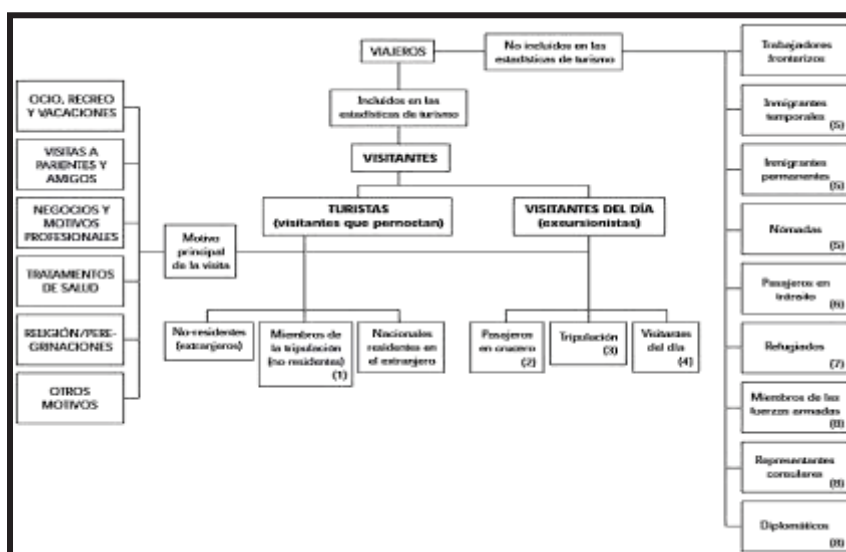 VIAJEROS
No incluidos en las
estadísticas de turismo
Incluidos en las
estadísticas de turismo
VISITANTES
TURISTAS
(visitantes que pernoctan)
VISITANTES DEL DÍA
(excursionistas)
OCIO, RECREO
Y VACACIONES
VISITAS A
PARIENTES Y
AMIGOS
NEGOCIOS Y
MOTIVOS
PROFESIONALES
TRATAMIENTOS
DE SALUD
RELIGIÓN/PERE-
GRINACIONES
OTROS
MOTIVOS
Motivo
principal
de la visita
No-residentes
(extranjeros)
Miembros de
la tripulación
(no residentes)
(1)
Nacionales
residentes en
el extranjero
Pasajeros
en crucero
(2)
Tripulación
(3)
Visitantes
del día
(4)
Trabajadores
fronterizos
Inmigrantes
temporales
(5)
Inmigrantes
permanentes
(5)
Nómadas
(5)
Pasajeros en
tránsito
(6)
Refugiados
(7)
Miembros de las
fuerzas armadas
(8)
Representantes
consulares
(8)
Diplomáticos
(8)